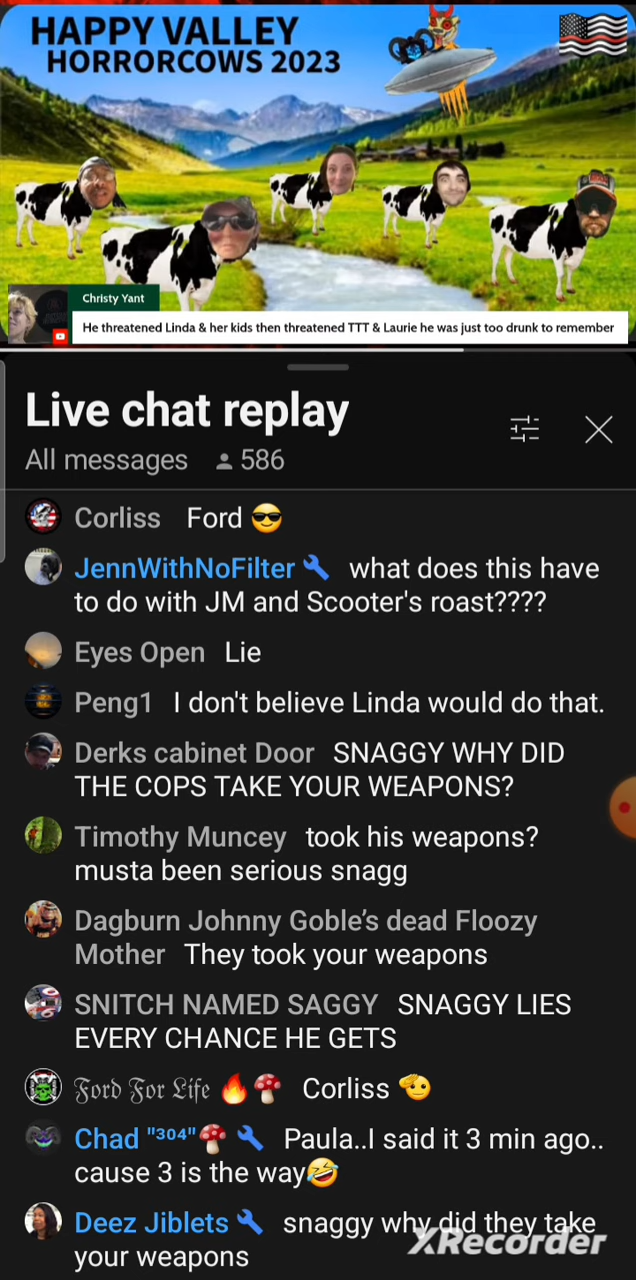 HAPPY VALLEY
HORRORCOWS 2023
Christy Yant
He threatened Linda & her kids then threatened TTT & Laurie he was just too drunk to remember
Live chat replay
All messages 586
Corliss Ford 😎
JennWithNoFilter 🔧 what does this have
to do with JM and Scooter's roast????
Eyes Open Lie
Peng1 I don't believe Linda would do that.
Derks cabinet Door SNAGGY WHY DID
THE COPS TAKE YOUR WEAPONS?
Timothy Muncey took his weapons?
musta been serious snagg
Dagburn Johnny Goble’s dead Floozy
Mother They took your weapons
SNITCH NAMED SAGGY SNAGGY LIES
EVERY CHANCE HE GETS
𝔉𝔬𝔯𝔡 𝔉𝔬𝔯 𝔏𝔦𝔣𝔢 🔥🍄 Corliss 🫡
Chad "³⁰⁴"🍄 🔧 Paula..I said it 3 min ago..
cause 3 is the way🤣
Deez Jiblets 🔧 snaggy why did they take
your weapons
XRecorder